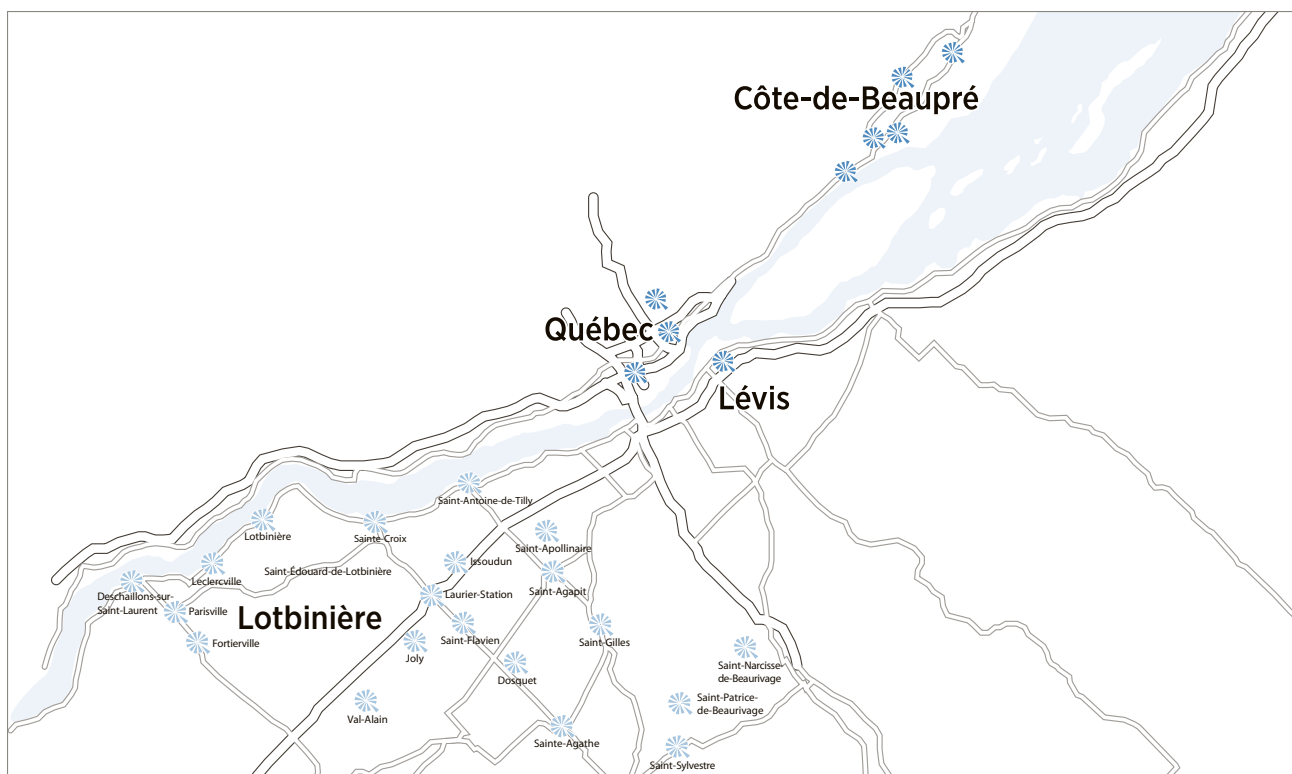 Côte-de-Beaupré
Québec
Lévis
Saint-Antoine-de-Tilly
Lotbinière
Sainte-Croix
Saint-Apollinaire
Issoudun
Saint-Édouard-de-Lotbinière
Leclercville
Saint-Agapit
Laurier-Station
Deschaillons-sur-
Saint-Laurent
Parisville
Lotbinière
Fortierville
Saint-Flavien
Saint-Gilles
Joly
Dosquet
Saint-Narcisse-
de-Beaurivage
Saint-Patrice-
de-Beaurivage
Val-Alain
Sainte-Agathe
Saint-Sylvestre